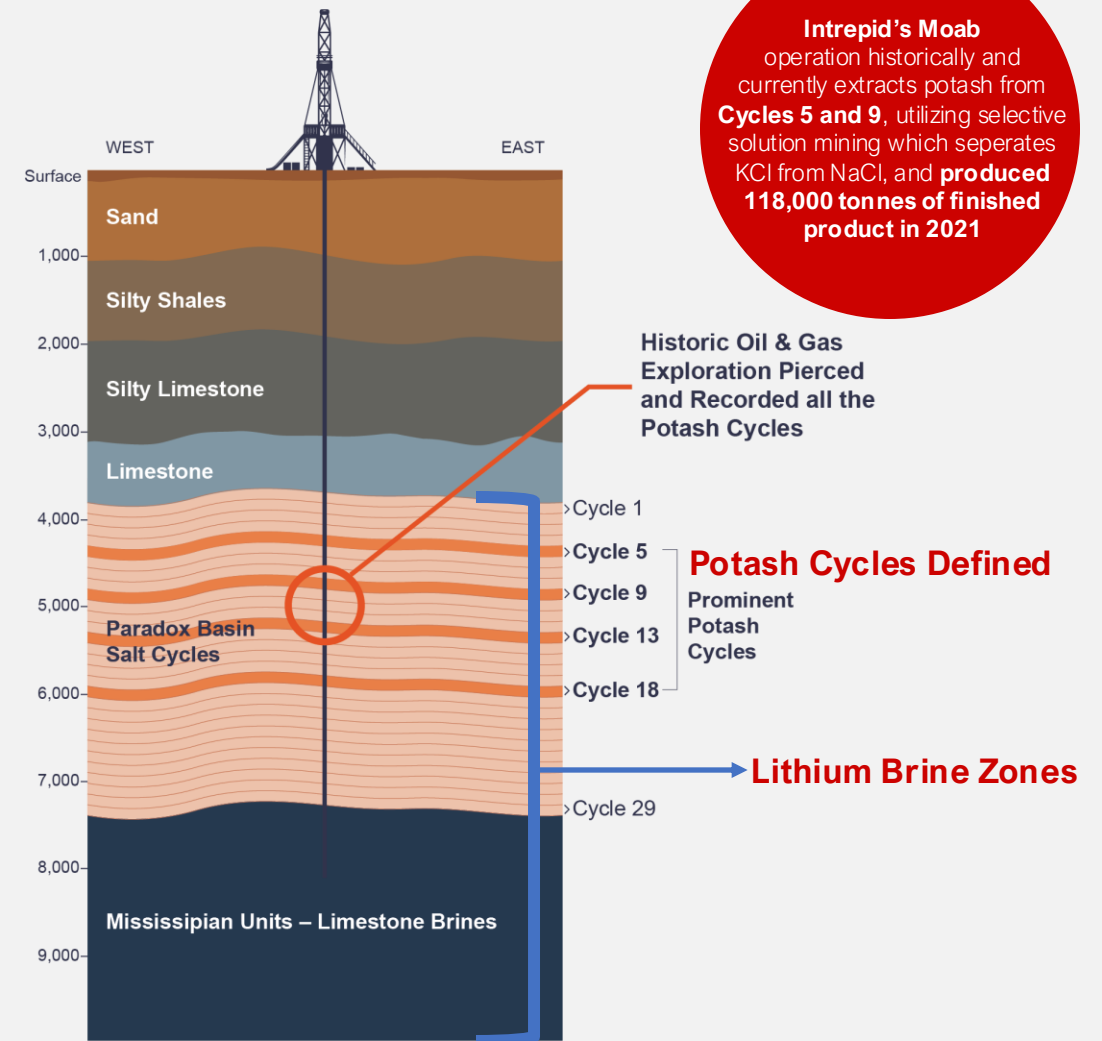 Intrepid's Moab
operation historically and
currently extracts potash from
Cycles 5 and 9, utilizing selective
solution mining which seperates
KCl from NaCl, and produced
118,000 tonnes of finished
product in 2021
WEST
EAST
Surface
Sand
1,000
Silty Shales
2,000
Silty Limestone
3,000
Limestone
4,000
5,000
Paradox Basin
Salt Cycles
6,000
7,000
8,000
Mississipian Units – Limestone Brines
9,000
Historic Oil & Gas
Exploration Pierced
and Recorded all the
Potash Cycles
Cycle 1
Cycle 5
Cycle 9
Cycle 13
Cycle 18
Potash Cycles Defined
Prominent
Potash
Cycles
Lithium Brine Zones
Cycle 29